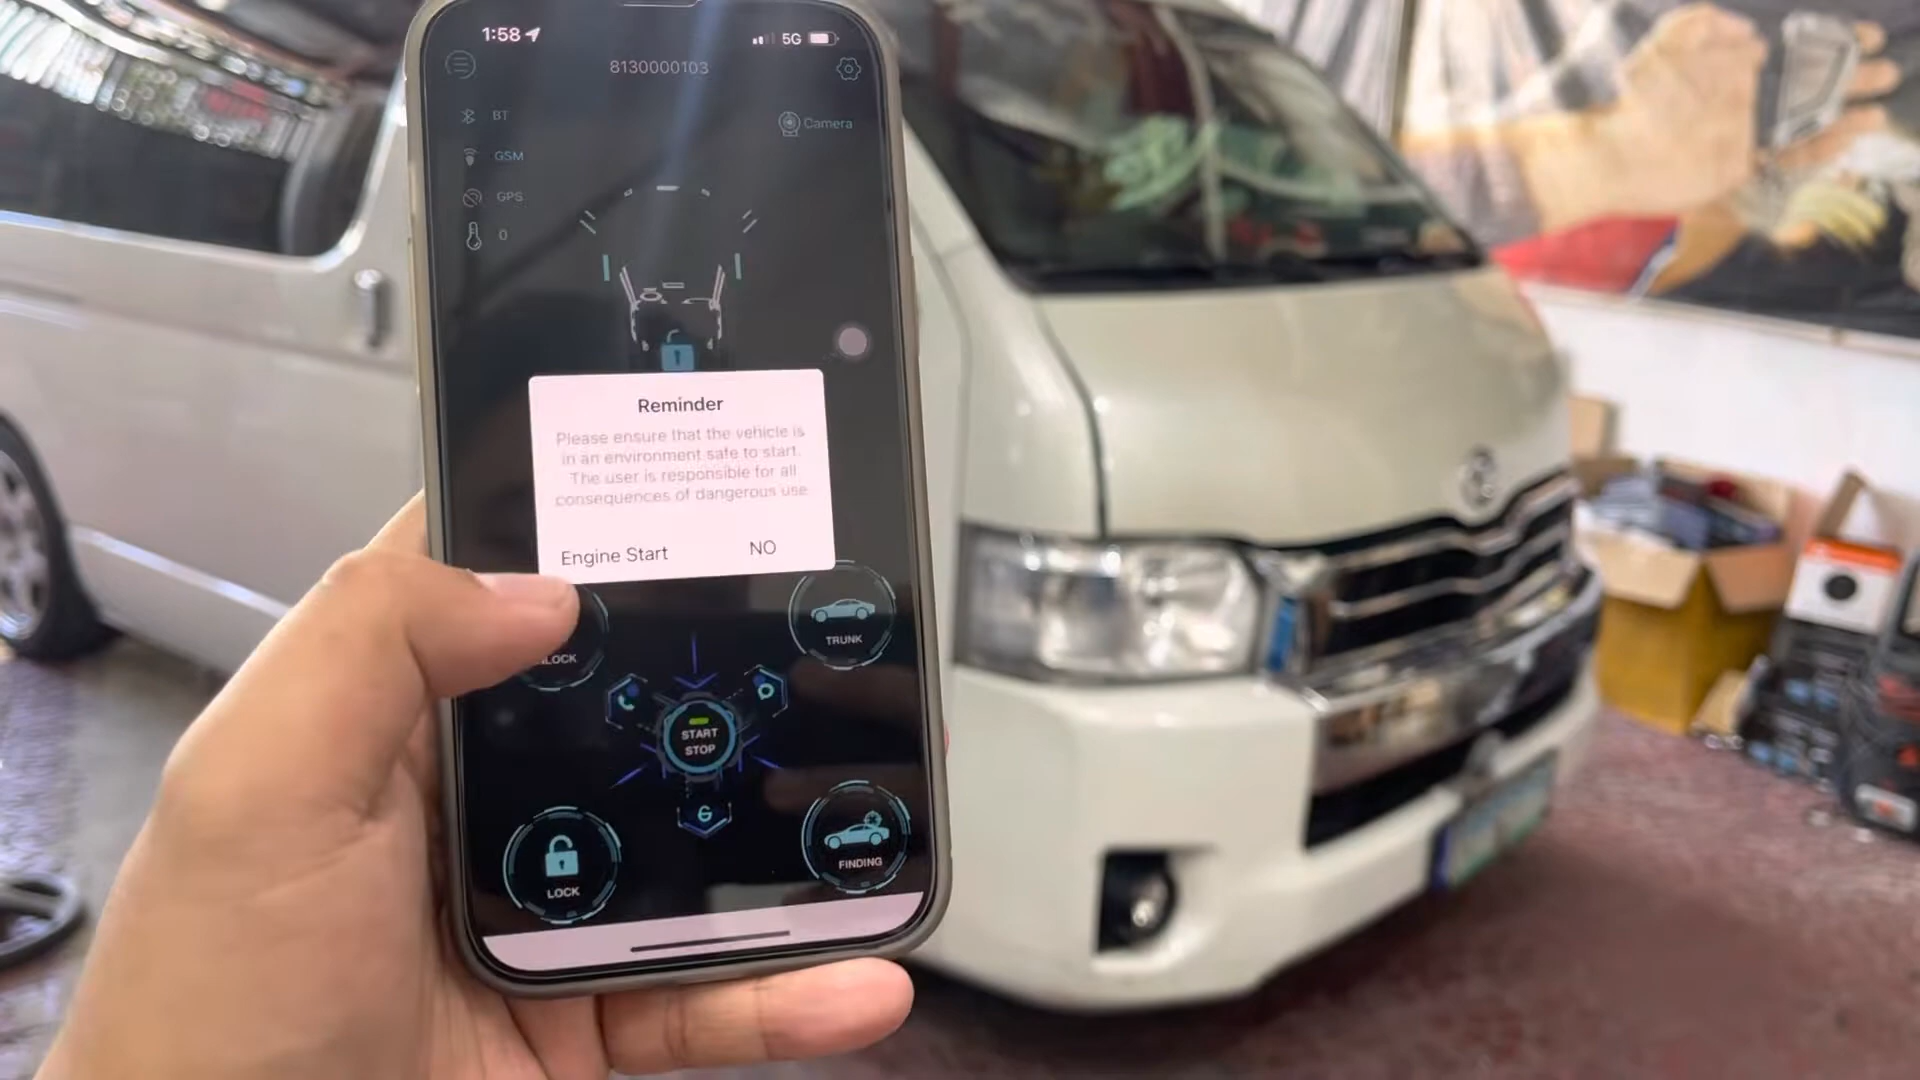 1:58
5G
8130000103
BT
Camera
GSM
GPS
0
Reminder
Please ensure that the vehicle is
in an environment safe to start.
The user is responsible for all
consequences of dangerous use.
Engine Start
NO
TRUNK
START
STOP
LOCK
FINDING